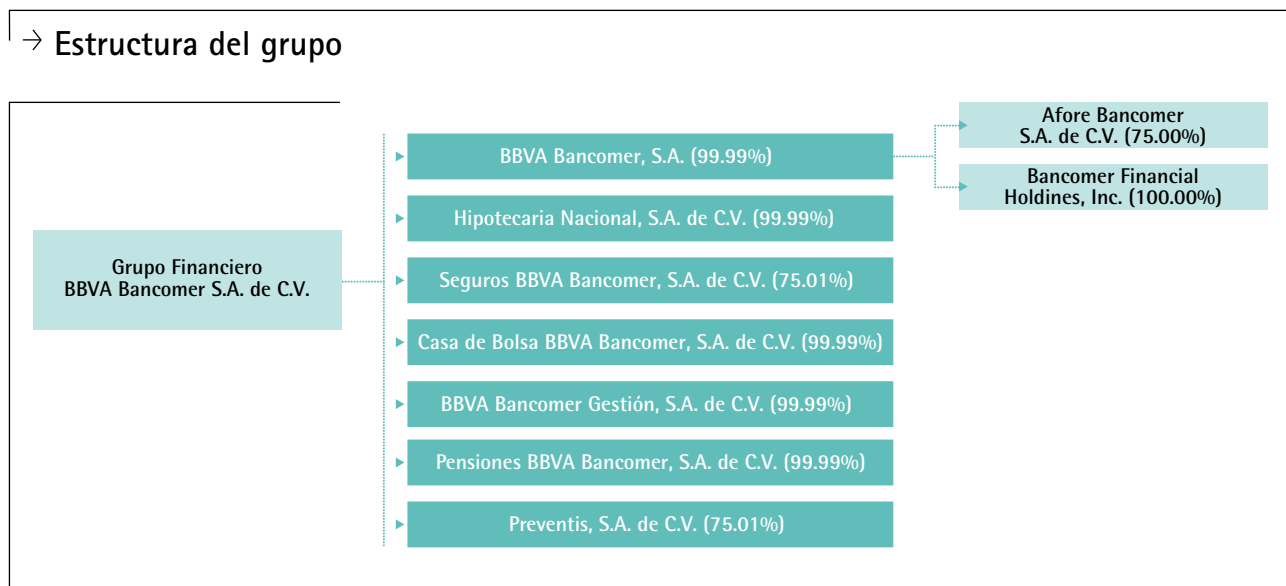 → Estructura del grupo
Grupo Financiero
BBVA Bancomer S.A. de C.V.
BBVA Bancomer, S.A. (99.99%)
Hipotecaria Nacional, S.A. de C.V. (99.99%)
Seguros BBVA Bancomer, S.A. de C.V. (75.01%)
Casa de Bolsa BBVA Bancomer, S.A. de C.V. (99.99%)
BBVA Bancomer Gestión, S.A. de C.V. (99.99%)
Pensiones BBVA Bancomer, S.A. de C.V. (99.99%)
Preventis, S.A. de C.V. (75.01%)
Afore Bancomer
S.A. de C.V. (75.00%)
Bancomer Financial
Holdines, Inc. (100.00%)